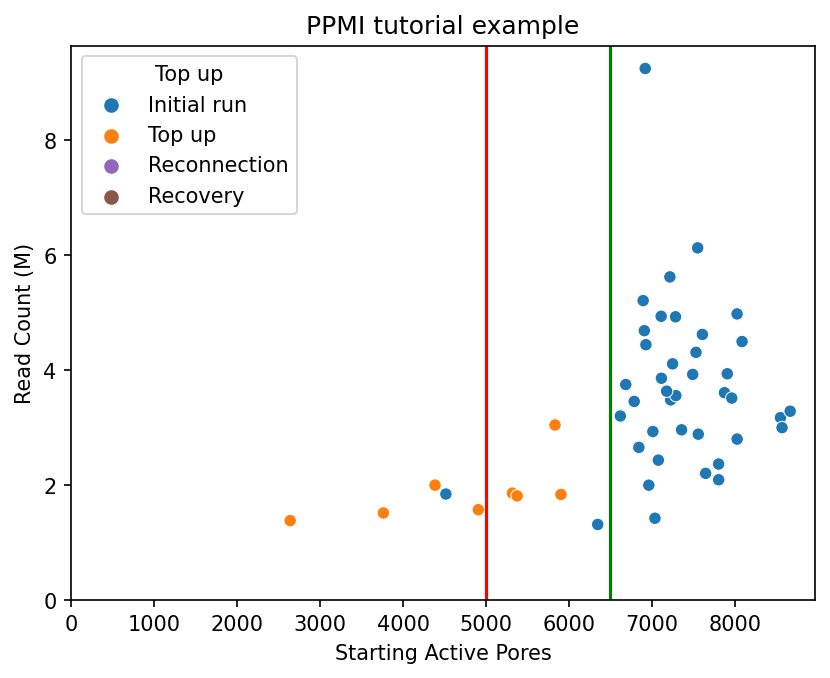 PPMI tutorial example
Top up
Initial run
Top up
Reconnection
Recovery
Read Count (M)
8
6
4
2
0
0 1000 2000 3000 4000 5000 6000 7000 8000
Starting Active Pores